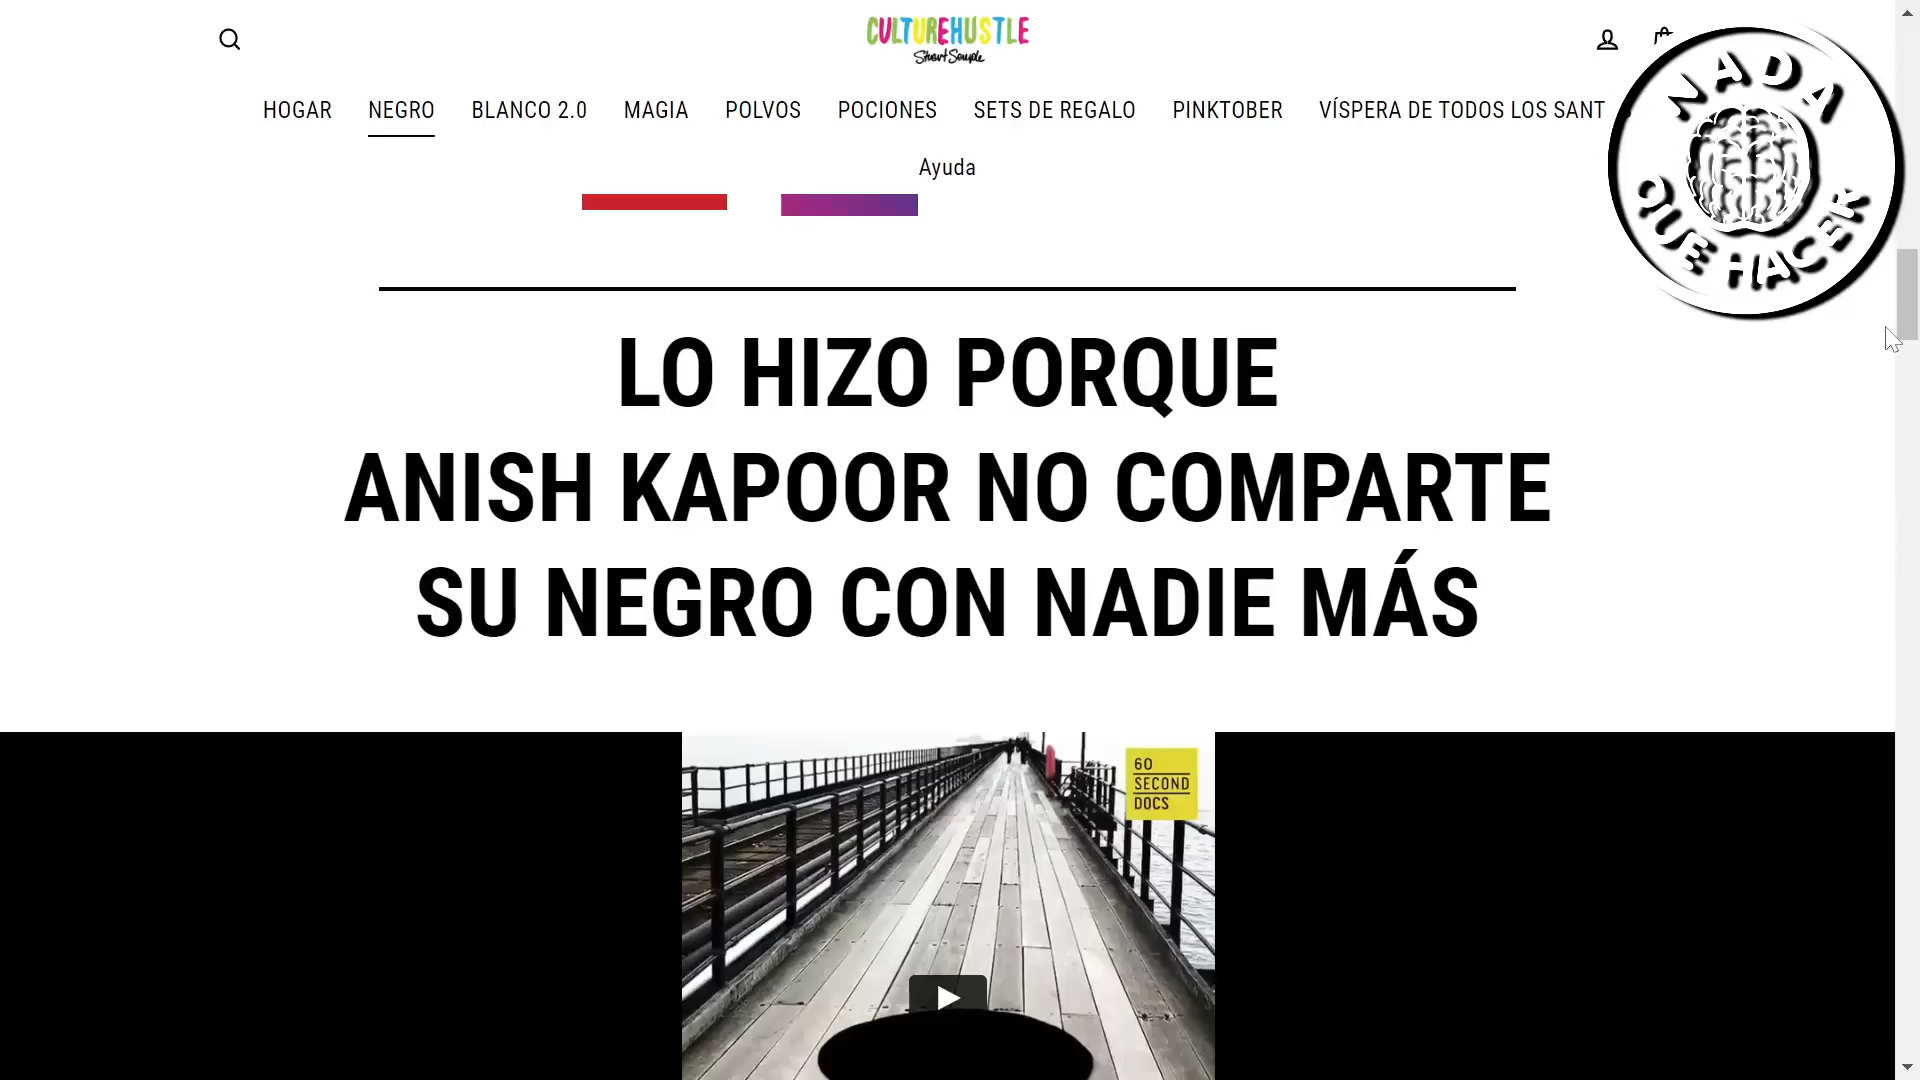 CULTUREHUSTLE
Stuart Semple
HOGAR NEGRO BLANCO 2.0 MAGIA POLVOS POCIONES SETS DE REGALO PINKTOBER VÍSPERA DE TODOS LOS SANT
Ayuda
NADA
QUE HACER
LO HIZO PORQUE
ANISH KAPOOR NO COMPARTE
SU NEGRO CON NADIE MÁS
60
SECOND
DOCS